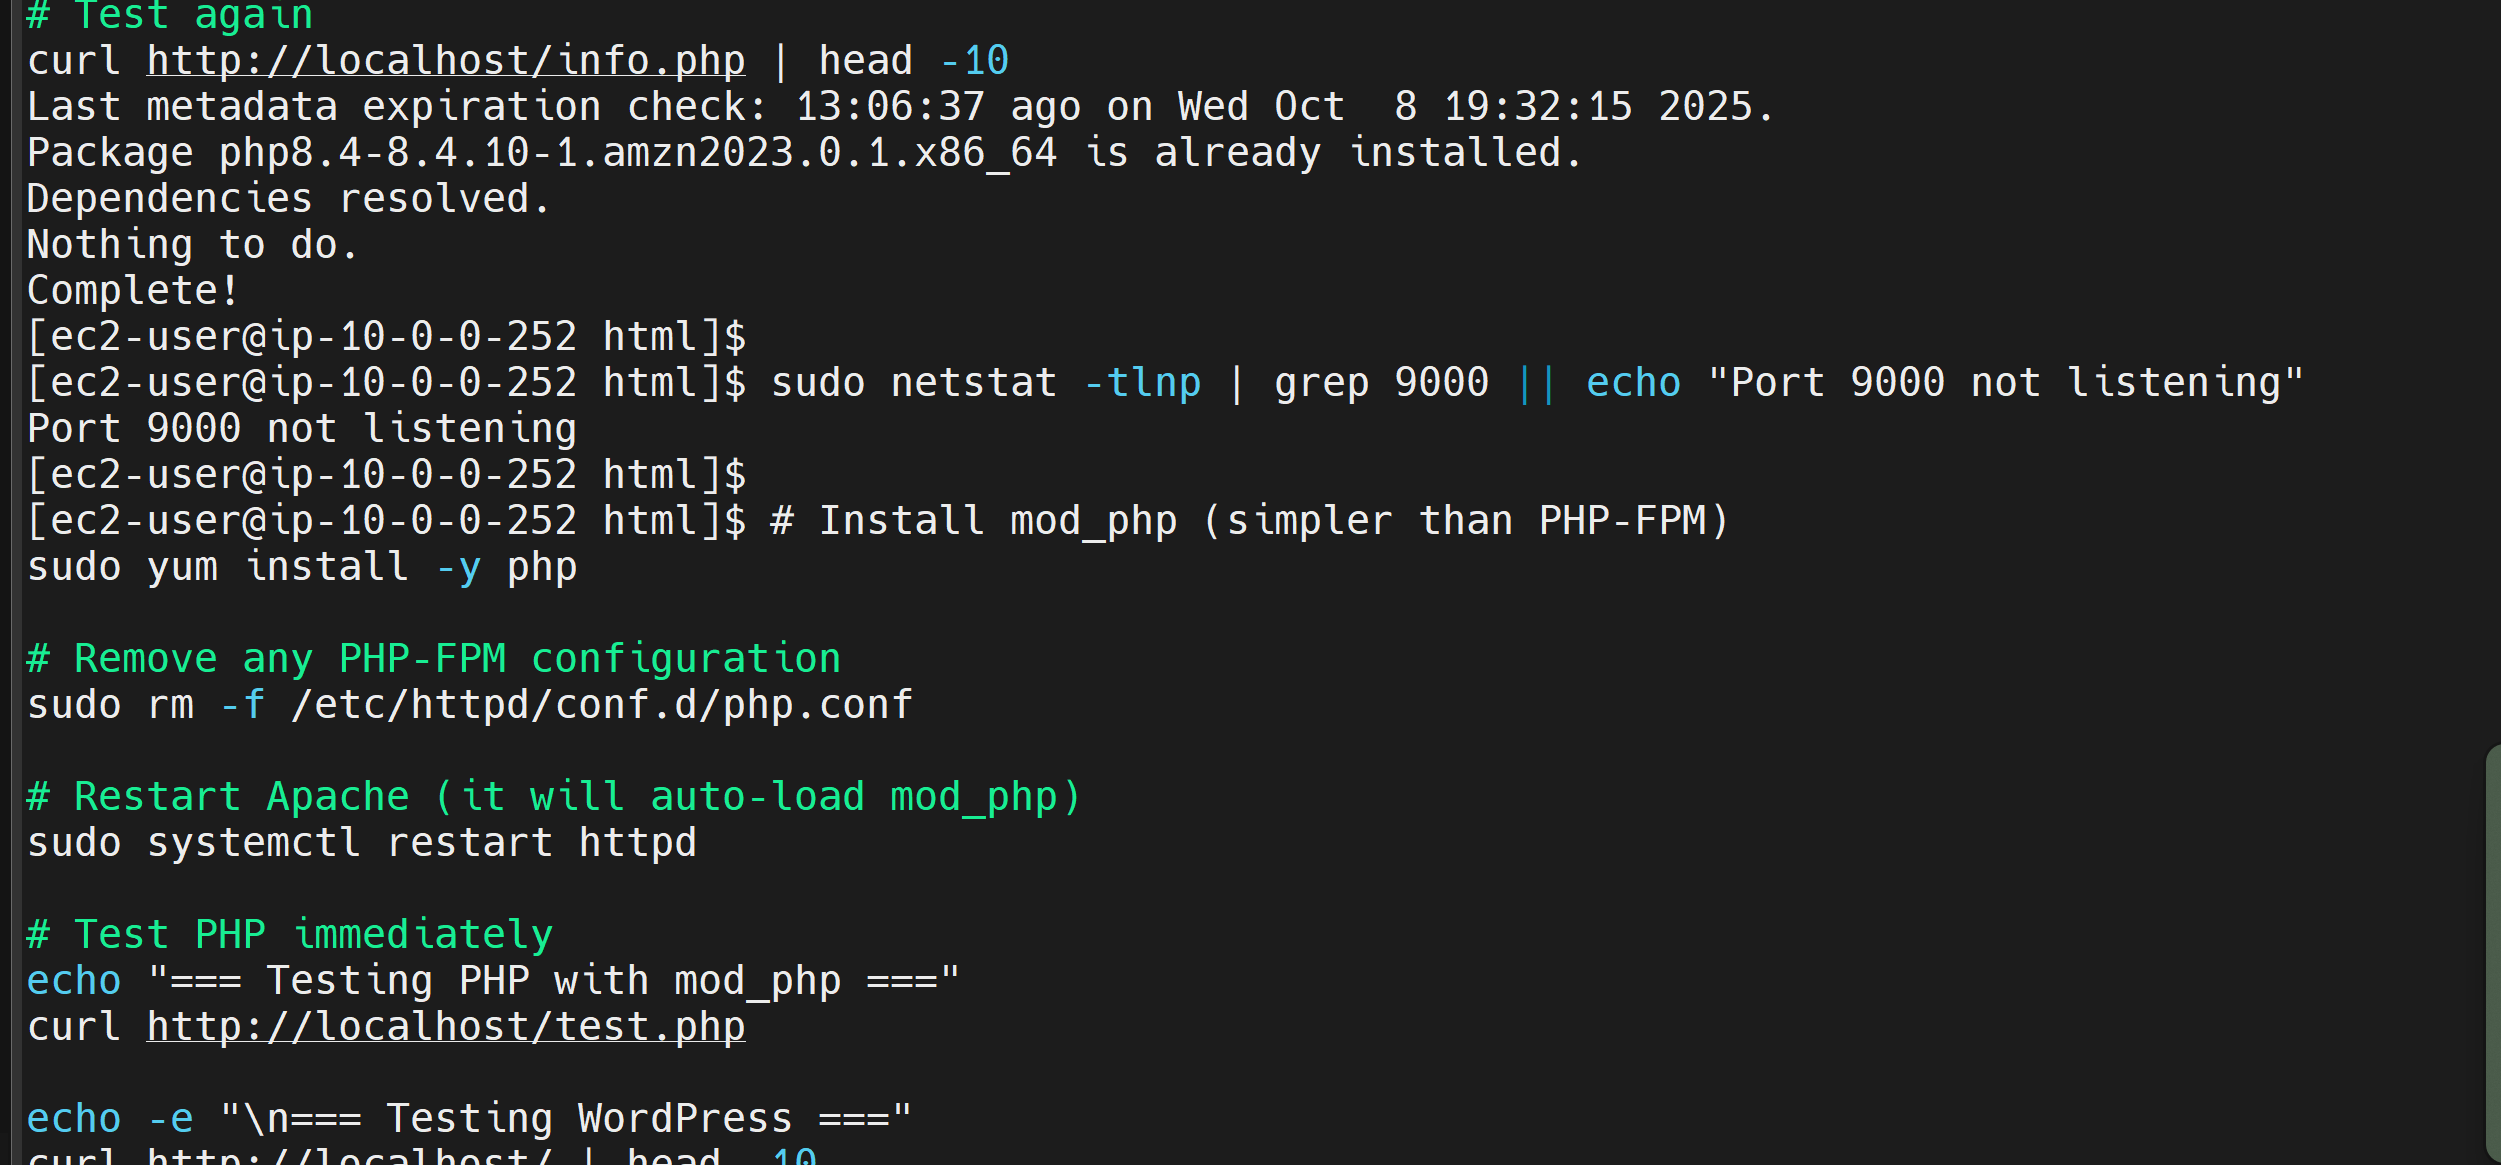 # Test again
curl http://localhost/info.php | head -10
Last metadata expiration check: 13:06:37 ago on Wed Oct  8 19:32:15 2025.
Package php8.4-8.4.10-1.amzn2023.0.1.x86_64 is already installed.
Dependencies resolved.
Nothing to do.
Complete!
[ec2-user@ip-10-0-0-252 html]$
[ec2-user@ip-10-0-0-252 html]$ sudo netstat -tlnp | grep 9000 || echo "Port 9000 not listening"
Port 9000 not listening
[ec2-user@ip-10-0-0-252 html]$
[ec2-user@ip-10-0-0-252 html]$ # Install mod_php (simpler than PHP-FPM)
sudo yum install -y php
# Remove any PHP-FPM configuration
sudo rm -f /etc/httpd/conf.d/php.conf
# Restart Apache (it will auto-load mod_php)
sudo systemctl restart httpd
# Test PHP immediately
echo "=== Testing PHP with mod_php ==="
curl http://localhost/test.php
echo -e "\n=== Testing WordPress ==="
curl http://localhost/ | head -10